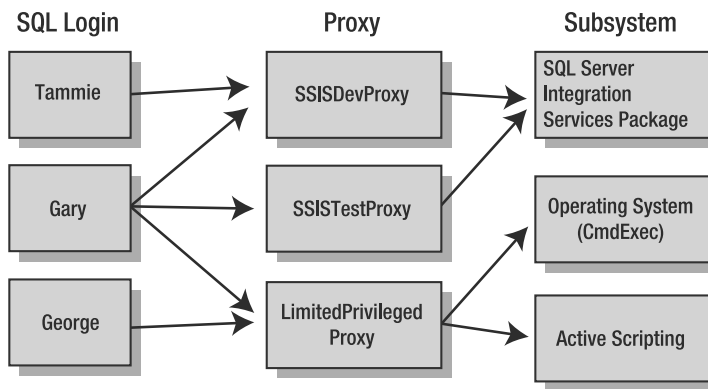 SQL Login
Proxy
Subsystem
Tammie
SSISDevProxy
SQL Server
Integration
Services Package
Gary
SSISTestProxy
Operating System
(CmdExec)
George
LimitedPrivileged
Proxy
Active Scripting